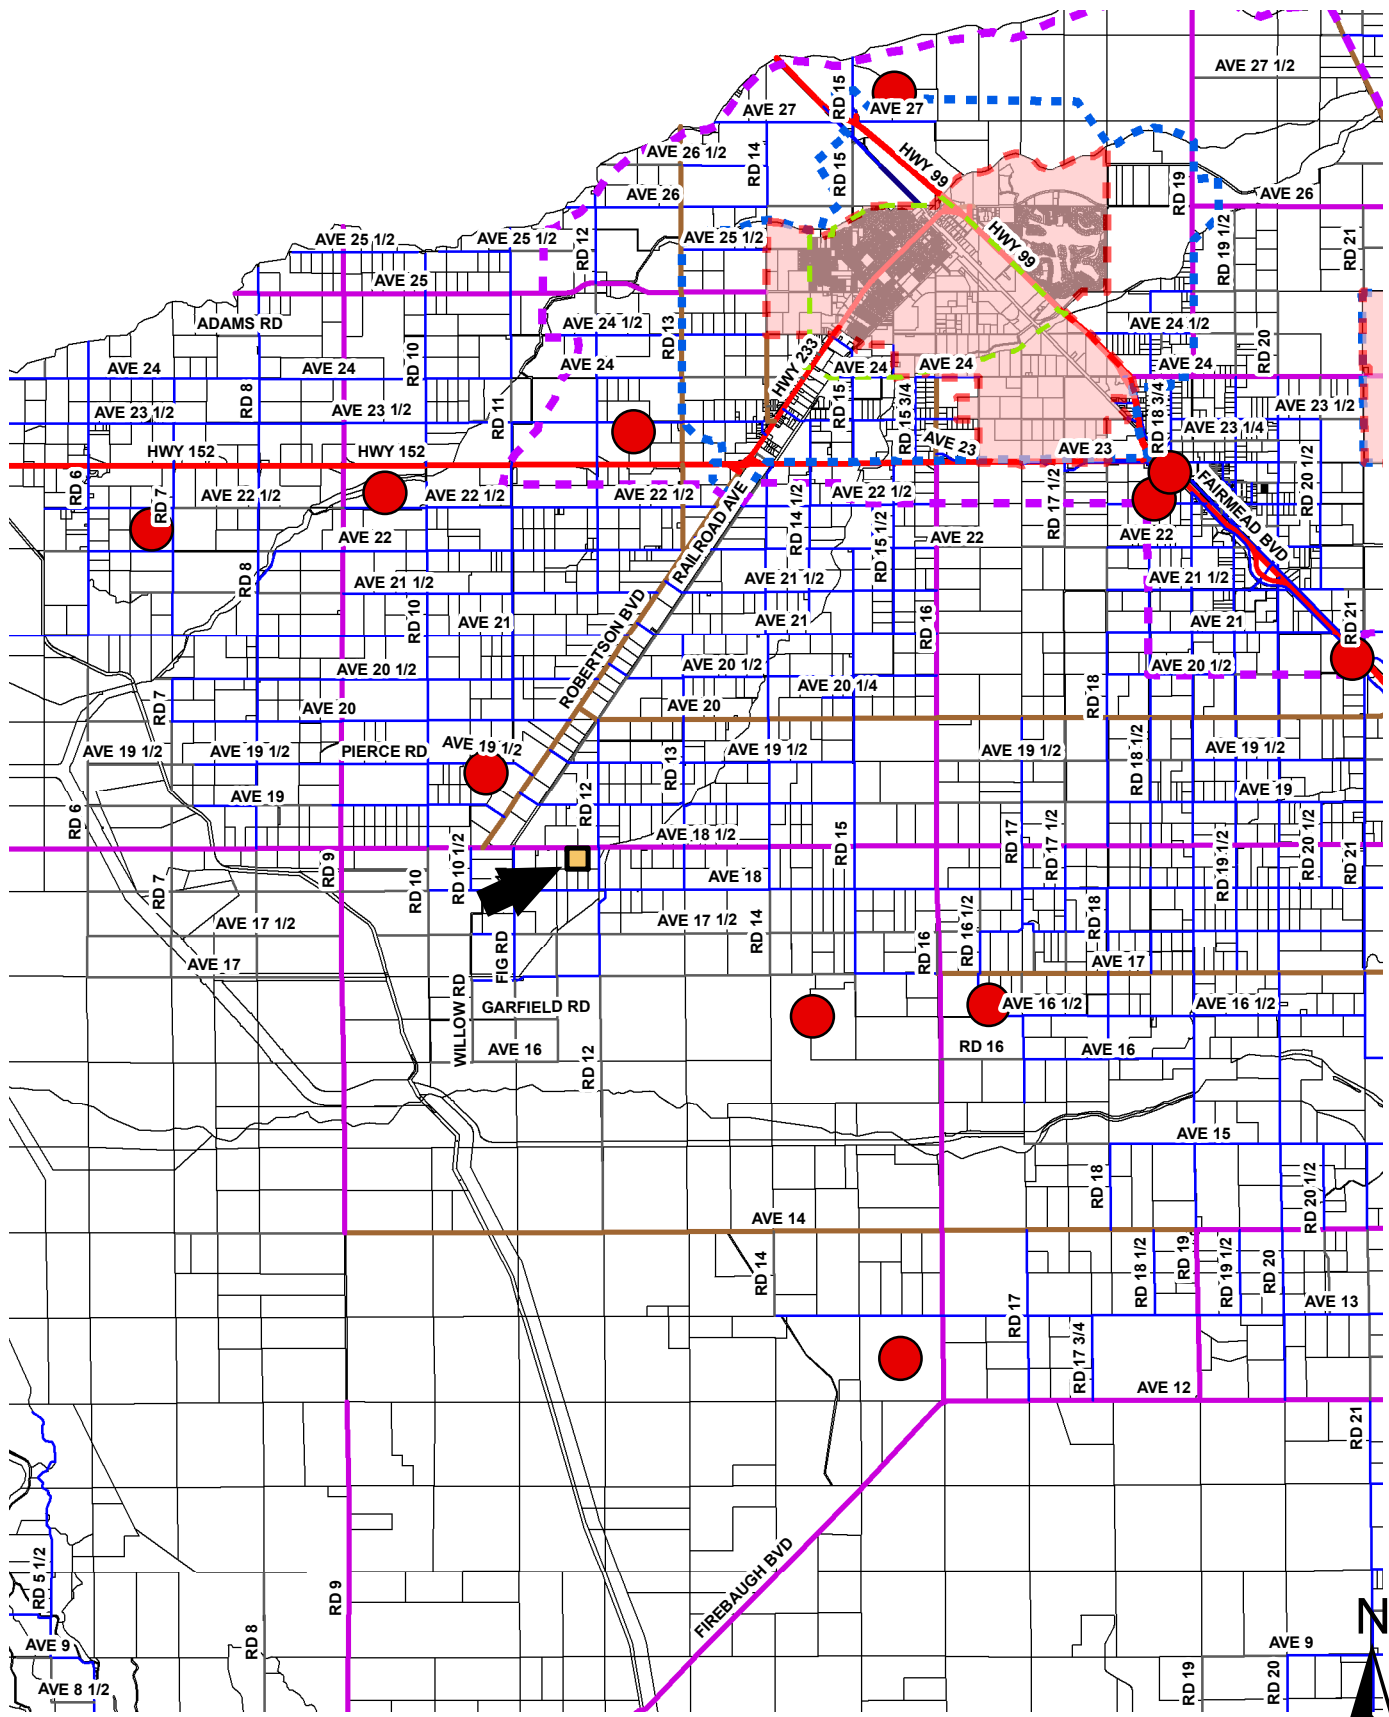 AVE 27 1/2
RD 15
AVE 27
AVE 27
HWY 99
AVE 26 1/2
RD 14
RD 15
RD 19
AVE 26
AVE 26
AVE 25 1/2
AVE 25 1/2
RD 12
AVE 25 1/2
HWY 99
RD 19 1/2
RD 21
AVE 25
ADAMS RD
AVE 24 1/2
RD 13
AVE 24 1/2
RD 20
RD 10
AVE 24
AVE 24
RD 8
AVE 24
HWY 233
AVE 24
AVE 24
AVE 24
AVE 23 1/2
AVE 23 1/2
RD 11
RD 15
RD 15 3/4
RD 18 3/4
AVE 23 1/2
AVE 23 1/4
HWY 152
HWY 152
AVE 23
AVE 23
RD 6
RD 7
AVE 22 1/2
AVE 22 1/2
AVE 22 1/2
AVE 22 1/2
RD 17 1/2
RD 20 1/2
FAIRMEAD BVD
RAILROAD AVE
RD 14 1/2
RD 15 1/2
AVE 22
AVE 22
AVE 22
RD 8
AVE 21 1/2
AVE 21 1/2
AVE 21 1/2
RD 10
AVE 21
ROBERTSON BVD
AVE 21
RD 16
AVE 21
RD 21
AVE 20 1/2
AVE 20 1/2
AVE 20 1/2
RD 7
AVE 20 1/4
RD 18
AVE 20
AVE 20
AVE 19 1/2
AVE 19 1/2
PIERCE RD
AVE 19 1/2
RD 13
AVE 19 1/2
AVE 19 1/2
RD 18 1/2
AVE 19 1/2
AVE 19
RD 12
AVE 19
RD 6
AVE 18 1/2
RD 15
RD 17
RD 17 1/2
RD 19 1/2
RD 20 1/2
RD 21
RD 9
RD 10 1/2
RD 7
RD 10
AVE 18
AVE 17 1/2
AVE 17 1/2
RD 14
RD 16
RD 16 1/2
RD 18
FIG RD
AVE 17
AVE 17
WILLOW RD
GARFIELD RD
AVE 16 1/2
AVE 16 1/2
AVE 16
RD 12
RD 16
AVE 16
AVE 15
RD 18
RD 20 1/2
AVE 14
RD 14
RD 18 1/2
RD 19
RD 19 1/2
RD 20
RD 17
AVE 13
RD 17 3/4
AVE 12
RD 21
RD 5 1/2
RD 9
FIREBAUGH BVD
N
AVE 9
RD 8
AVE 9
AVE 8 1/2
RD 19
RD 20